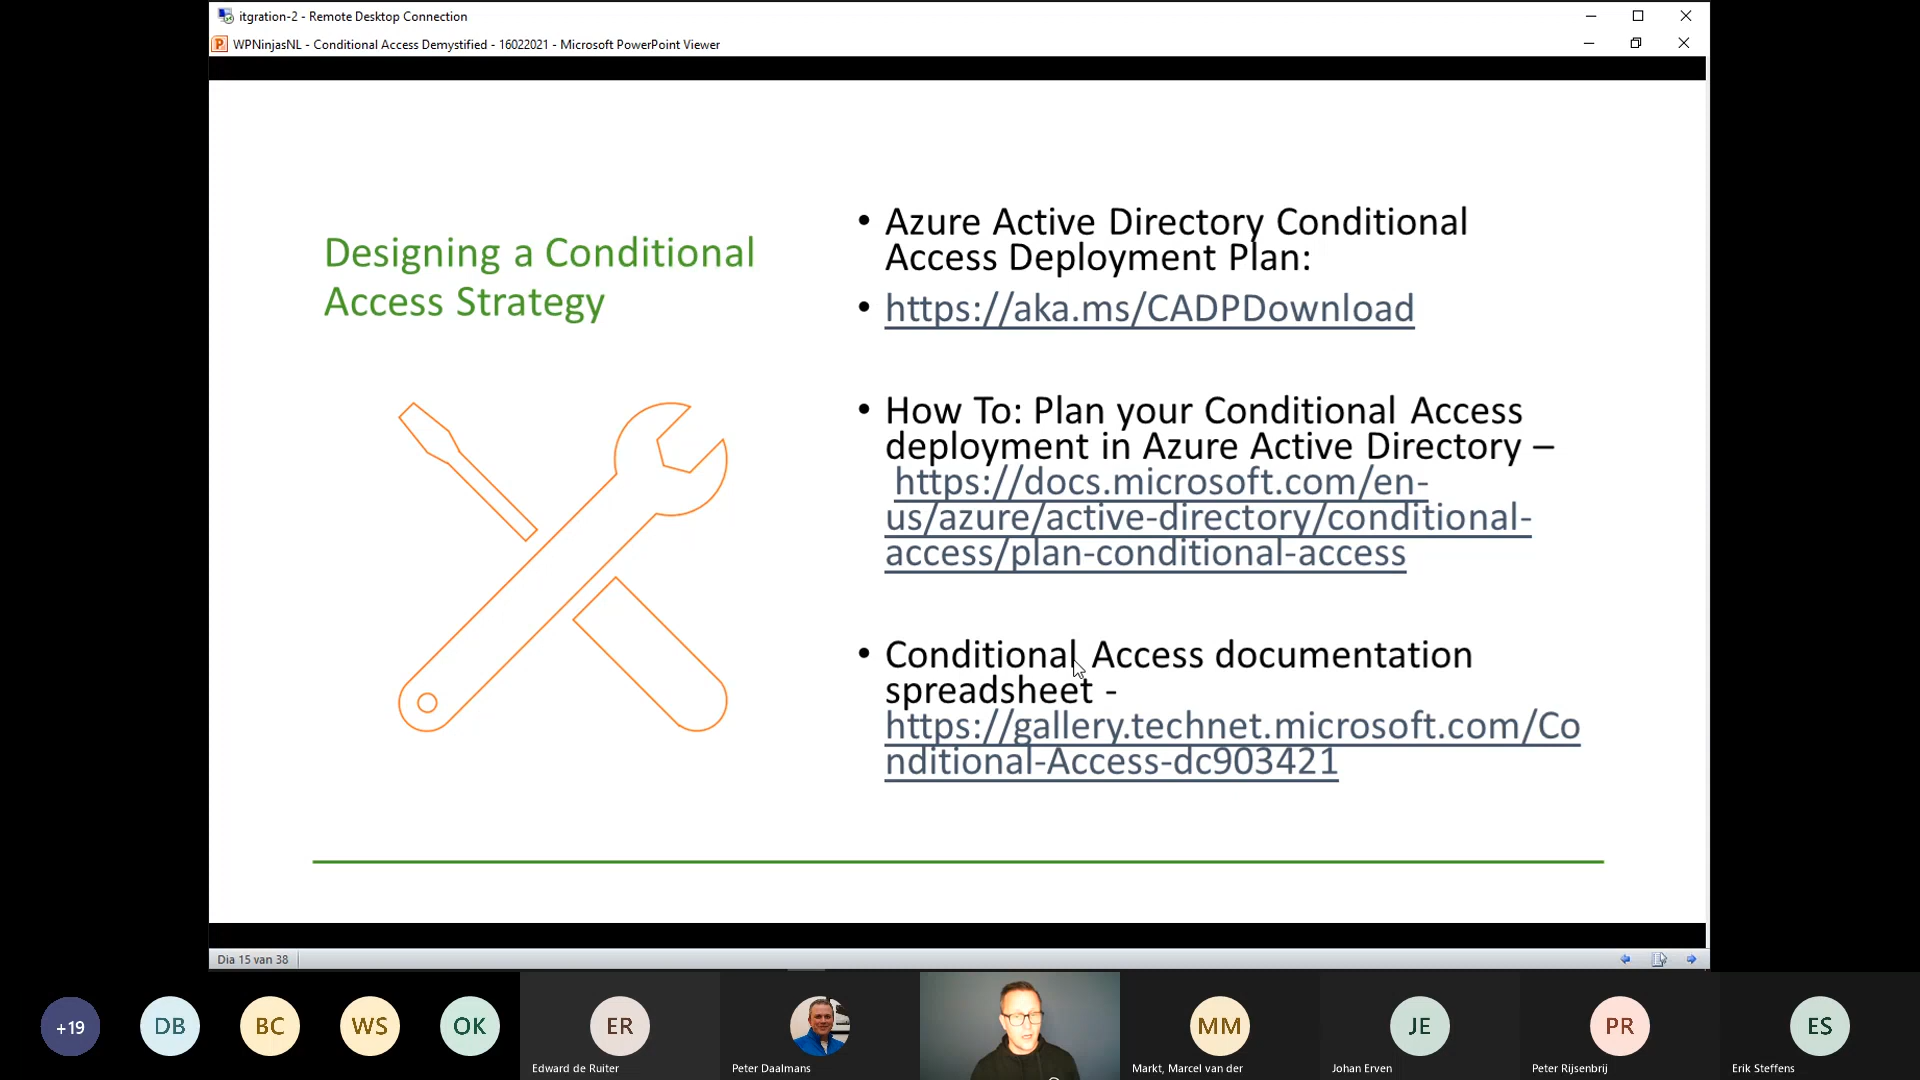 itgration-2 - Remote Desktop Connection
WPNinjasNL - Conditional Access Demystified - 16022021 - Microsoft PowerPoint Viewer
Designing a Conditional
Access Strategy
• Azure Active Directory Conditional
Access Deployment Plan:
• https://aka.ms/CADPDownload
• How To: Plan your Conditional Access
deployment in Azure Active Directory –
https://docs.microsoft.com/en-
us/azure/active-directory/conditional-
access/plan-conditional-access
• Conditional Access documentation
spreadsheet -
https://gallery.technet.microsoft.com/Co
nditional-Access-dc903421
Dia 15 van 38
+19
DB
BC
WS
OK
ER
MM
JE
PR
ES
Edward de Ruiter
Peter Daalmans
Markt, Marcel van der
Johan Erven
Peter Rijsenbrij
Erik Steffens